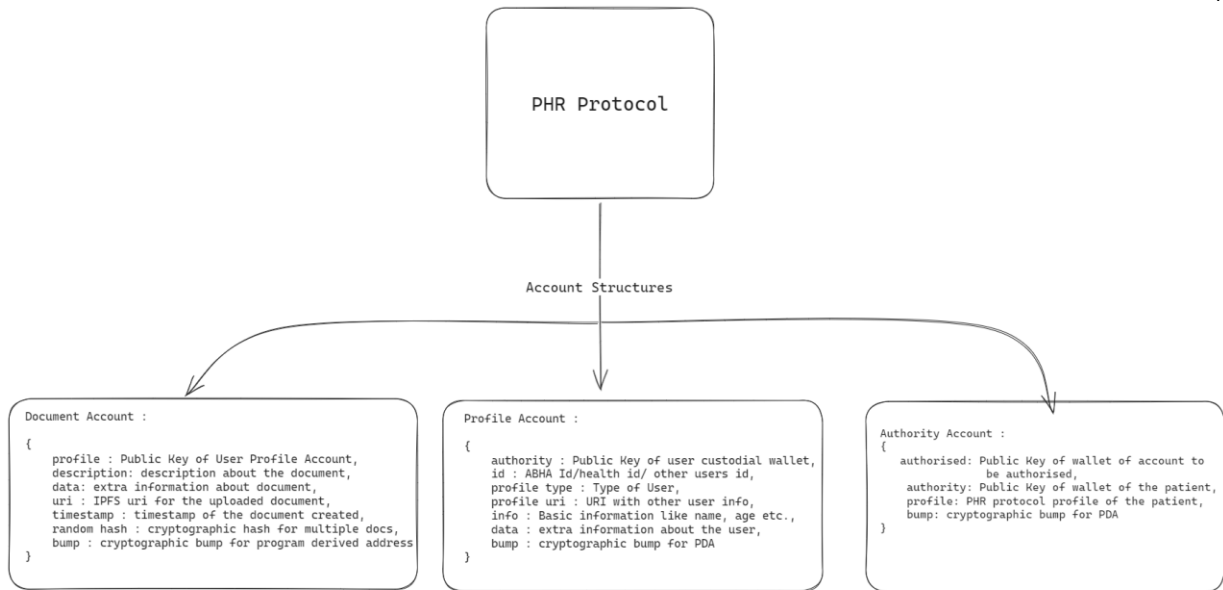 PHR Protocol
Account Structures
Document Account :
{
profile : Public Key of User Profile Account,
description: description about the document,
data: extra information about document,
uri : IPFS uri for the uploaded document,
timestamp : timestamp of the document created,
random hash : cryptographic hash for multiple docs,
bump : cryptographic bump for program derived address
}
Profile Account :
{
authority : Public Key of user custodial wallet,
id : ABHA Id/health id/ other users id,
profile type : Type of User,
profile uri : URI with other user info,
info : Basic information like name, age etc.,
data : extra information about the user,
bump : cryptographic bump for PDA
}
Authority Account :
{
authorised: Public Key of wallet of account to
be authorised,
authority: Public Key of wallet of the patient,
profile: PHR protocol profile of the patient,
bump: cryptographic bump for PDA
}